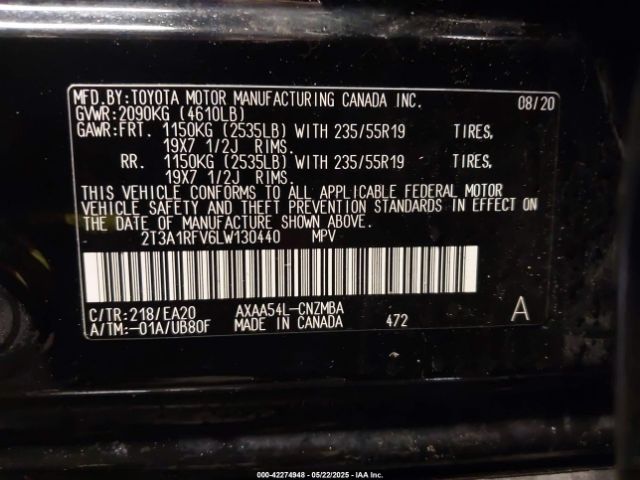 MFD.BY:TOYOTA MOTOR MANUFACTURING CANADA INC. 08/20
GVWR:2090KG (4610LB)
GAWR:FRT. 1150KG (2535LB) WITH 235/55R19 TIRES,
19X7 1/2J RIMS.
RR. 1150KG (2535LB) WITH 235/55R19 TIRES,
19X7 1/2J RIMS.
THIS VEHICLE CONFORMS TO ALL APPLICABLE FEDERAL MOTOR
VEHICLE SAFETY AND THEFT PREVENTION STANDARDS IN EFFECT ON
THE DATE OF MANUFACTURE SHOWN ABOVE.
2T3A1RFV6LW130440 MPV
C/TR:218/EA20 AXAA54L-CNZMBA A
A/TM:-01A/UB80F MADE IN CANADA 472
000-42274948 - 05/22/2025 - IAA Inc.